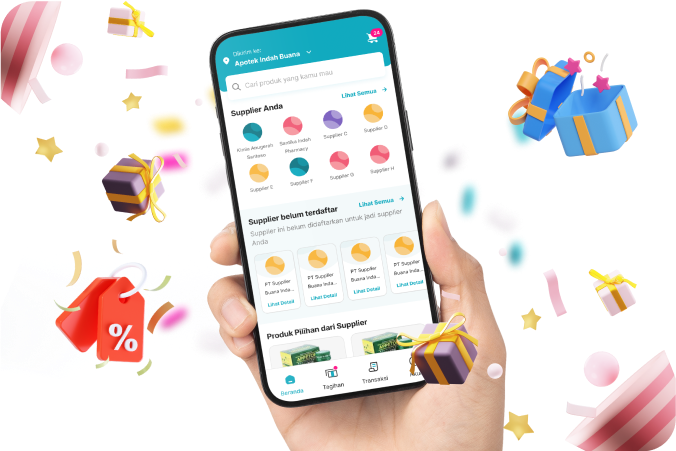 Dikirim ke:
Apotek Indah Buana
24
Cari produk yang kamu mau
Supplier Anda
Lihat Semua
Supplier C
Supplier D
Santika Indah
Pharmacy
Kimia Anugerah
Santoso
Supplier E
Supplier F
Supplier G
Supplier H
Supplier belum terdaftar
Lihat Semua
Supplier ini belum didaftarkan untuk jadi supplier
Anda
PT Supplier
Buana Inda...
Lihat Detail
PT Supplier
Buana Inda...
Lihat Detail
PT Supplier
Buana Inda...
Lihat Detail
PT Supplier
Buana Inda...
Lihat Detail
Produk Pilihan dari Supplier
Beranda
Tagihan
Transaksi
%